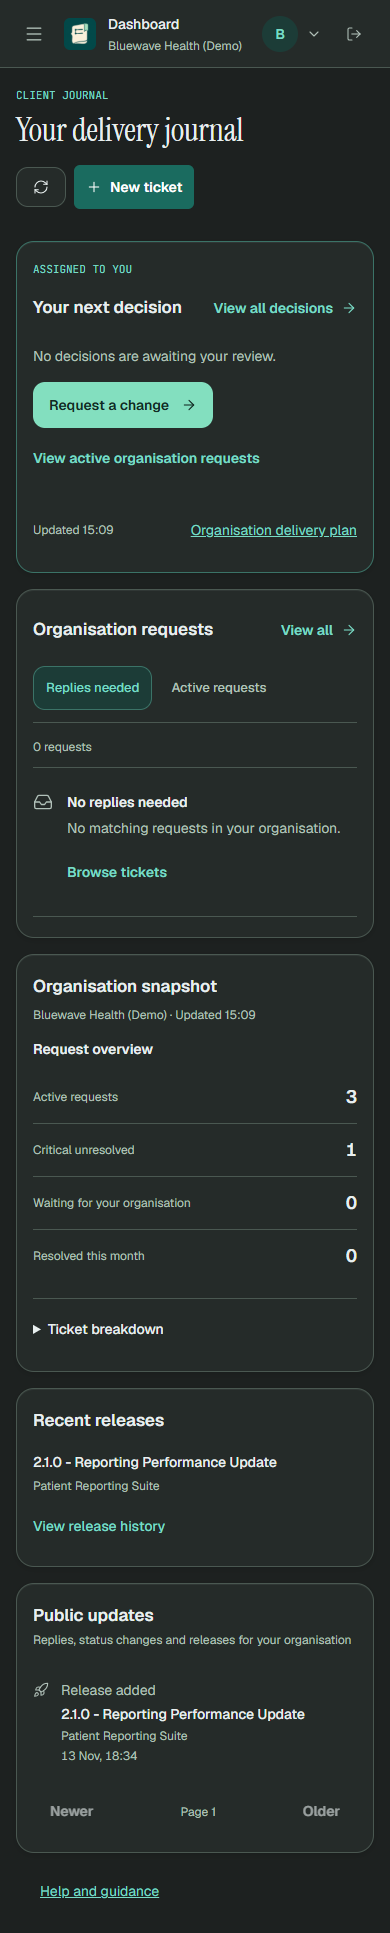 Dashboard
Bluewave Health (Demo)
B
CLIENT JOURNAL
Your delivery journal
New ticket
ASSIGNED TO YOU
Your next decision
View all decisions
No decisions are awaiting your review.
Request a change
View active organisation requests
Updated 15:09
Organisation delivery plan
Organisation requests
View all
Replies needed
Active requests
0 requests
No replies needed
No matching requests in your organisation.
Browse tickets
Organisation snapshot
Bluewave Health (Demo) · Updated 15:09
Request overview
Active requests 3
Critical unresolved 1
Waiting for your organisation 0
Resolved this month 0
Ticket breakdown
Recent releases
2.1.0 - Reporting Performance Update
Patient Reporting Suite
View release history
Public updates
Replies, status changes and releases for your organisation
Release added
2.1.0 - Reporting Performance Update
Patient Reporting Suite
13 Nov, 18:34
Newer
Page 1
Older
Help and guidance